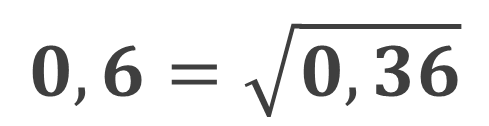 0,6 = √0,36